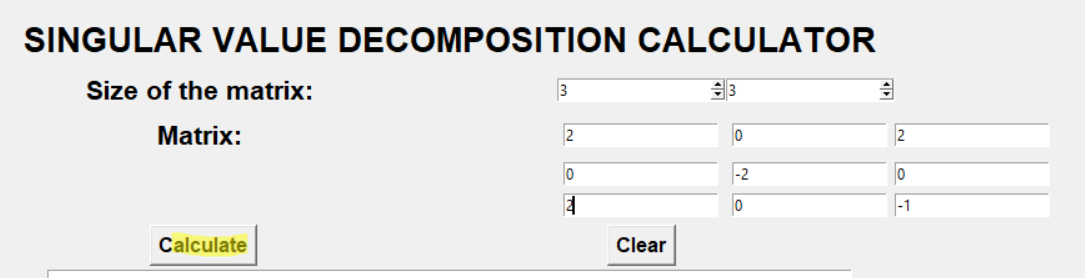 SINGULAR VALUE DECOMPOSITION CALCULATOR
Size of the matrix: 3 3
Matrix: 2 0 2
0 -2 0
2 0 -1
Calculate Clear